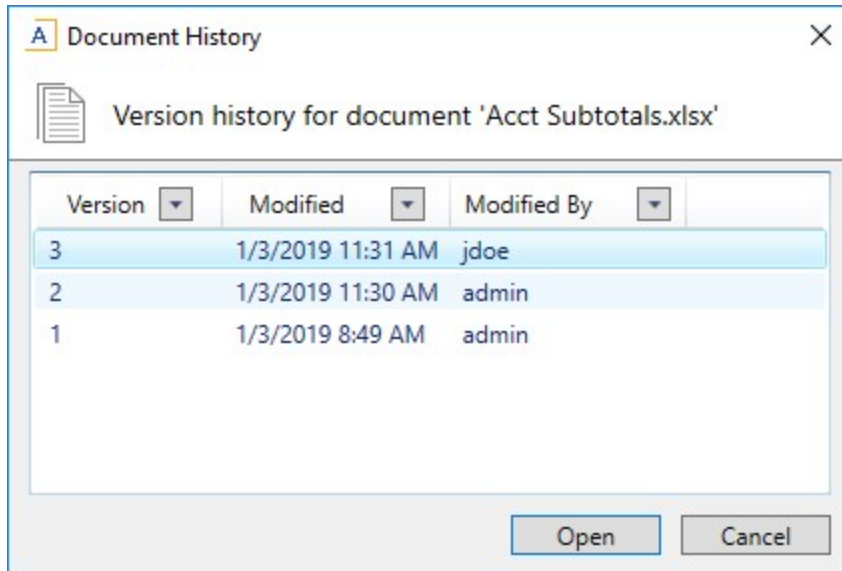 A Document History
Version history for document 'Acct Subtotals.xlsx'
Version Modified Modified By
3 1/3/2019 11:31 AM jdoe
2 1/3/2019 11:30 AM admin
1 1/3/2019 8:49 AM admin
Open Cancel